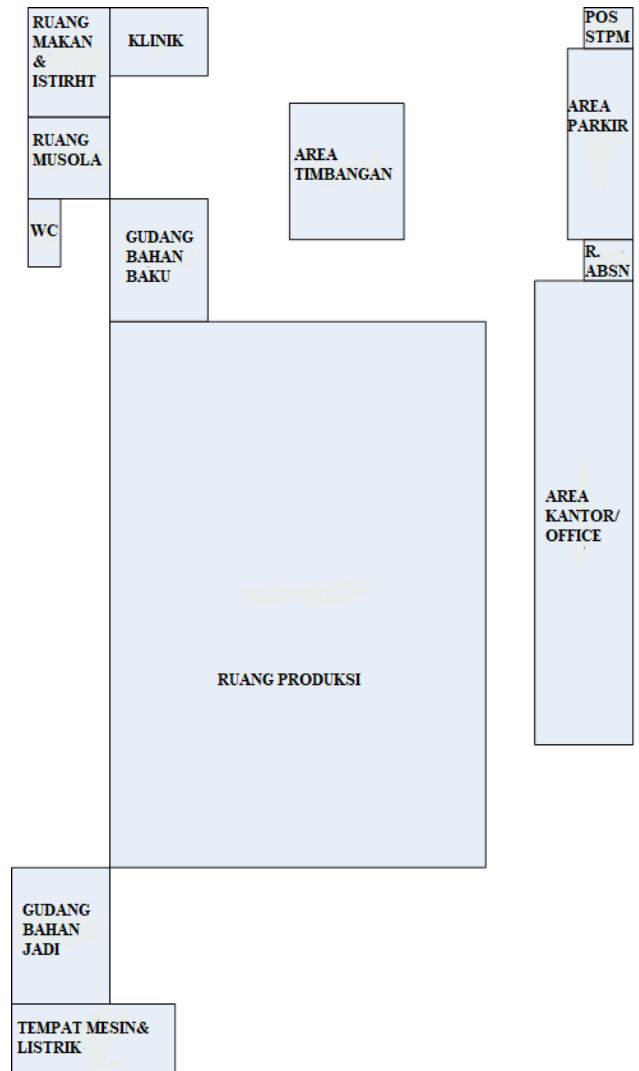 RUANG
MAKAN
&
ISTIRHT
KLINIK
POS
STPM
AREA
PARKIR
RUANG
MUSOLA
AREA
TIMBANGAN
WC
GUDANG
BAHAN
BAKU
R.
ABSN
AREA
KANTOR/
OFFICE
RUANG PRODUKSI
GUDANG
BAHAN
JADI
TEMPAT MESIN&
LISTRIK